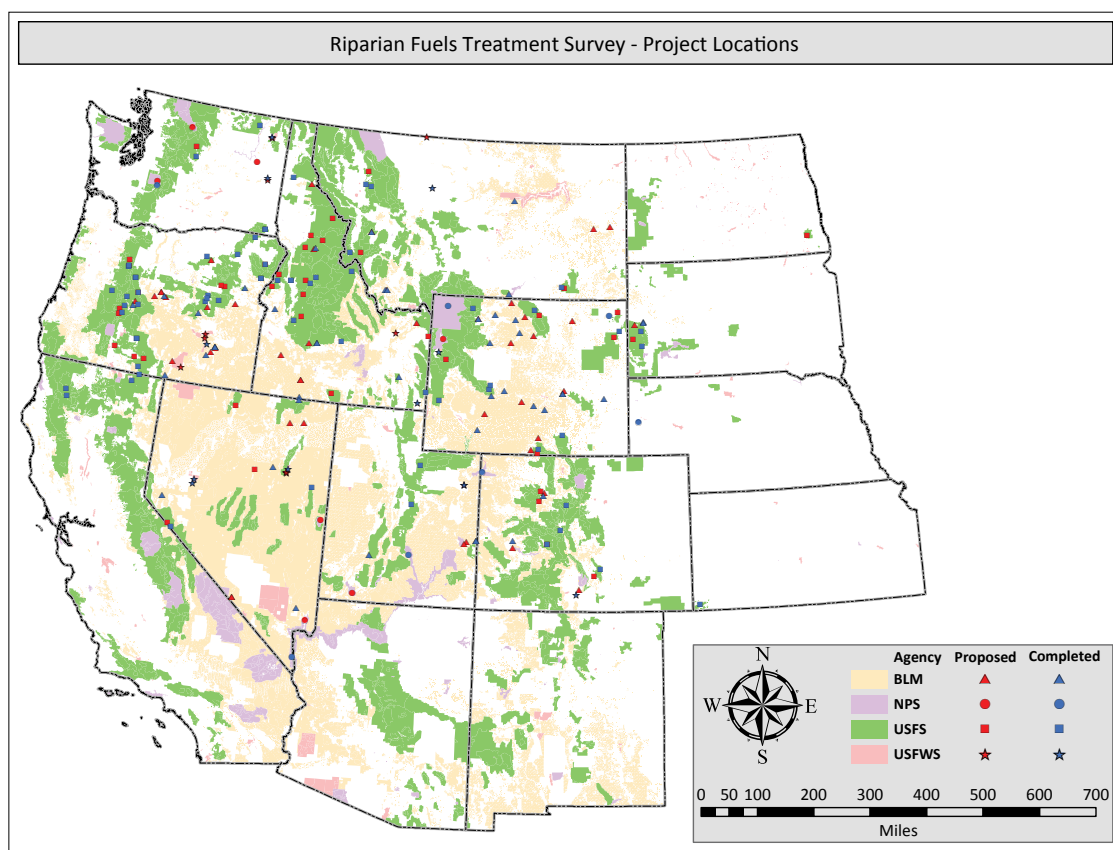 Riparian Fuels Treatment Survey - Project Locations
N
W E
S
Agency Proposed Completed
BLM
NPS
USFS
USFWS
0 50 100 200 300 400 500 600 700
Miles